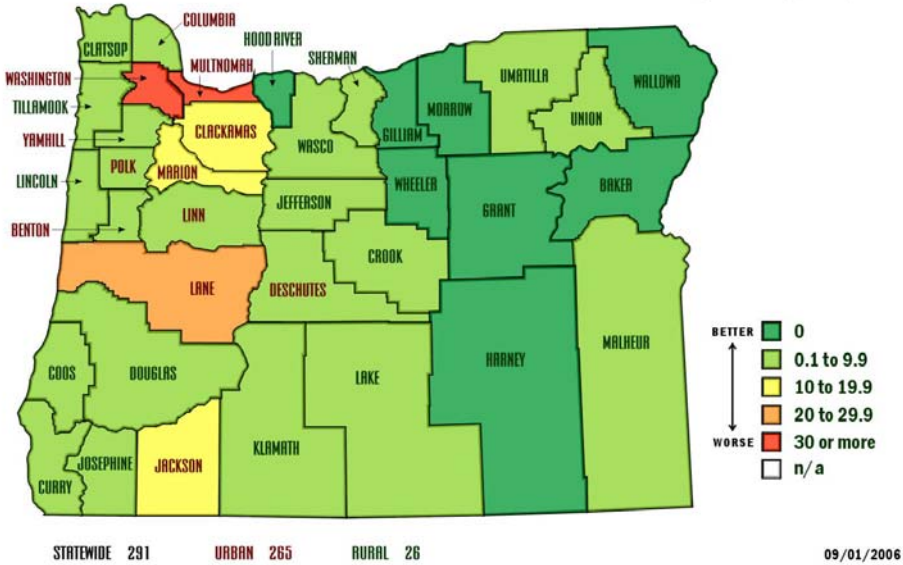 COLUMBIA
HOOD RIVER
CLATSOP
SHERMAN
MULTNOMAH
UMATILLA
WALLOWA
WASHINGTON
TILLAMOOK
MORROW
UNION
CLACKAMAS
GILLIAM
YAMHILL
WASCO
POLK
MARION
LINCOLN
WHEELER
BAKER
JEFFERSON
GRANT
LINN
BENTON
CROOK
LANE
DESCHUTES
BETTER 0
MALHEUR
0.1 to 9.9
HARNEY
COOS
DOUGLAS
LAKE
10 to 19.9
20 to 29.9
WORSE 30 or more
KLAMATH
JOSEPHINE
JACKSON
n/a
CURRY
STATEWIDE 291 URBAN 265 RURAL 26 09/01/2006